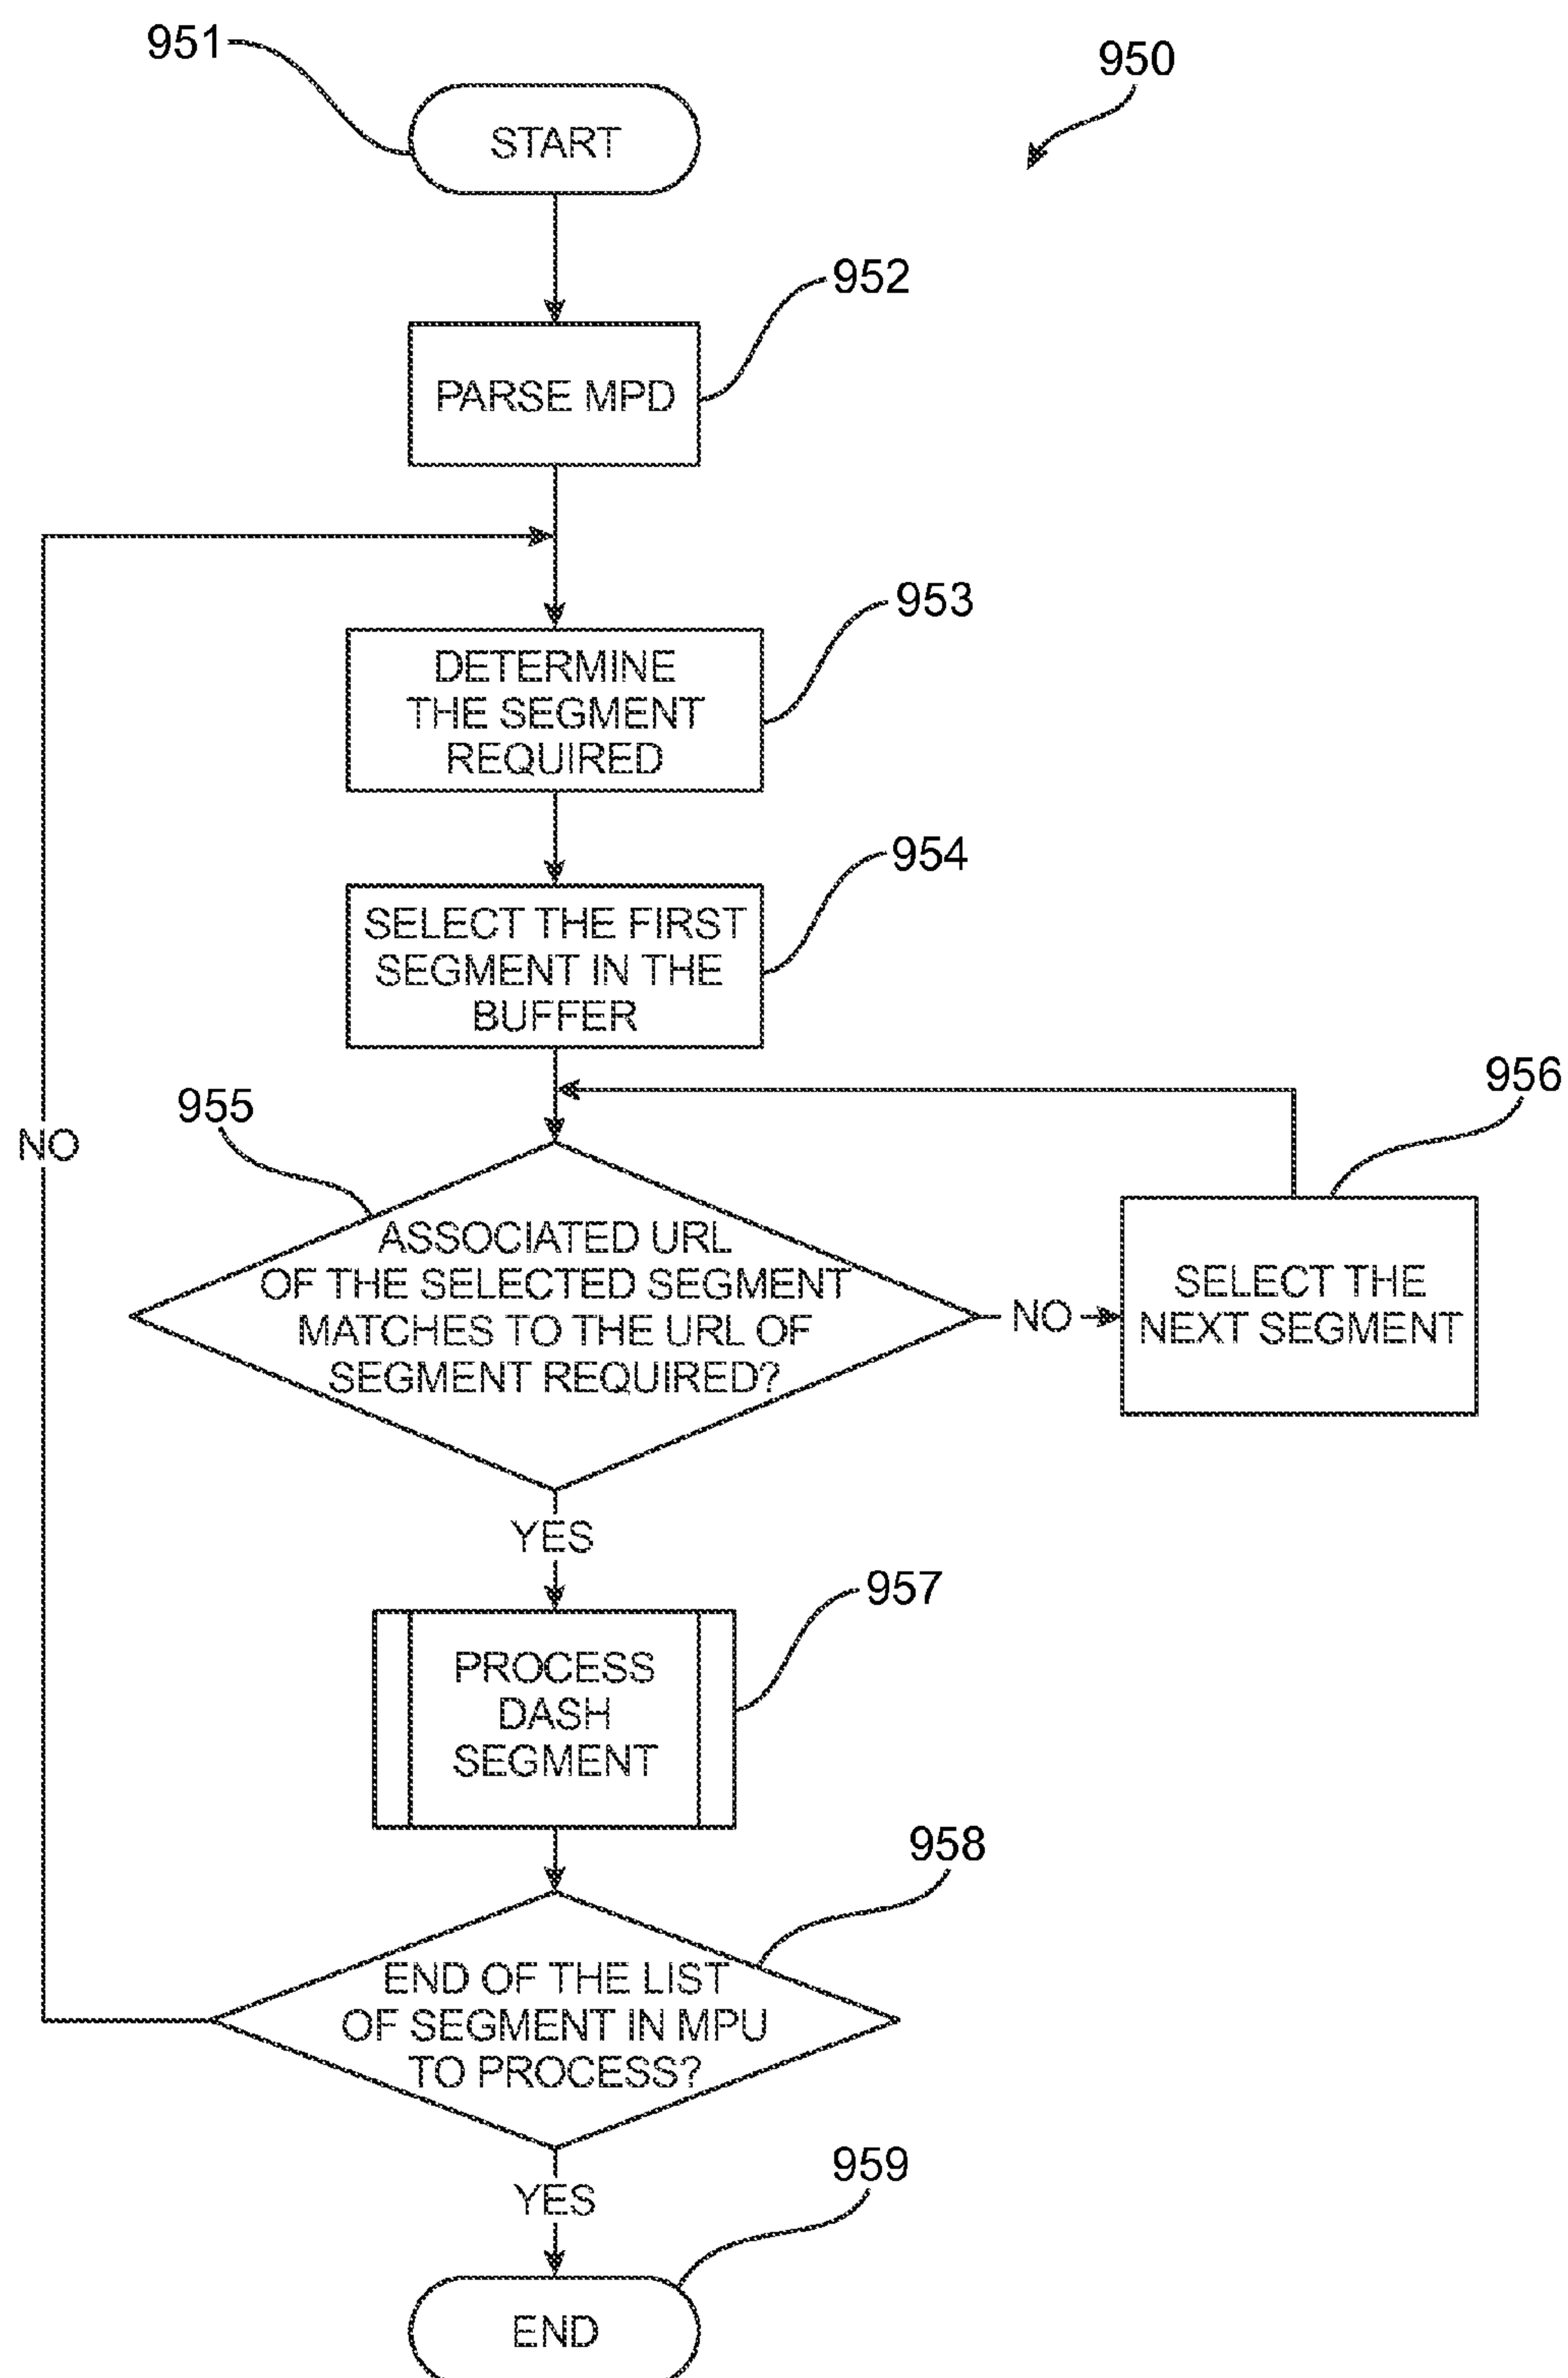 951
950
START
952
PARSE MPD
953
DETERMINE
THE SEGMENT
REQUIRED
954
SELECT THE FIRST
SEGMENT IN THE
BUFFER
956
955
NO
ASSOCIATED URL
OF THE SELECTED SEGMENT
MATCHES TO THE URL OF
SEGMENT REQUIRED?
NO
SELECT THE
NEXT SEGMENT
YES
957
PROCESS
DASH
SEGMENT
958
END OF THE LIST
OF SEGMENT IN MPU
TO PROCESS?
959
YES
END